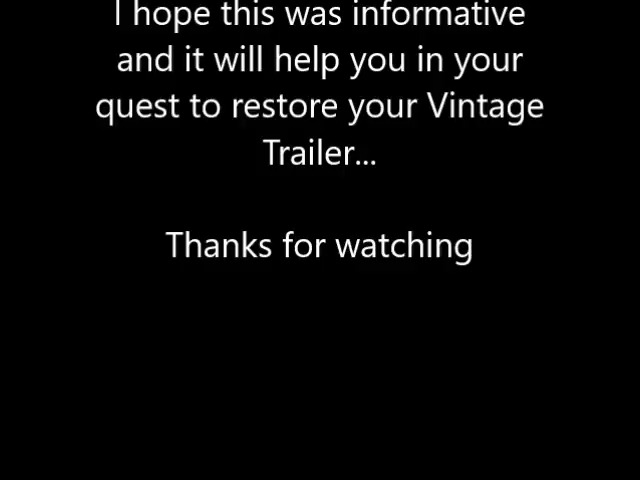 I hope this was informative
and it will help you in your
quest to restore your Vintage
Trailer...
Thanks for watching